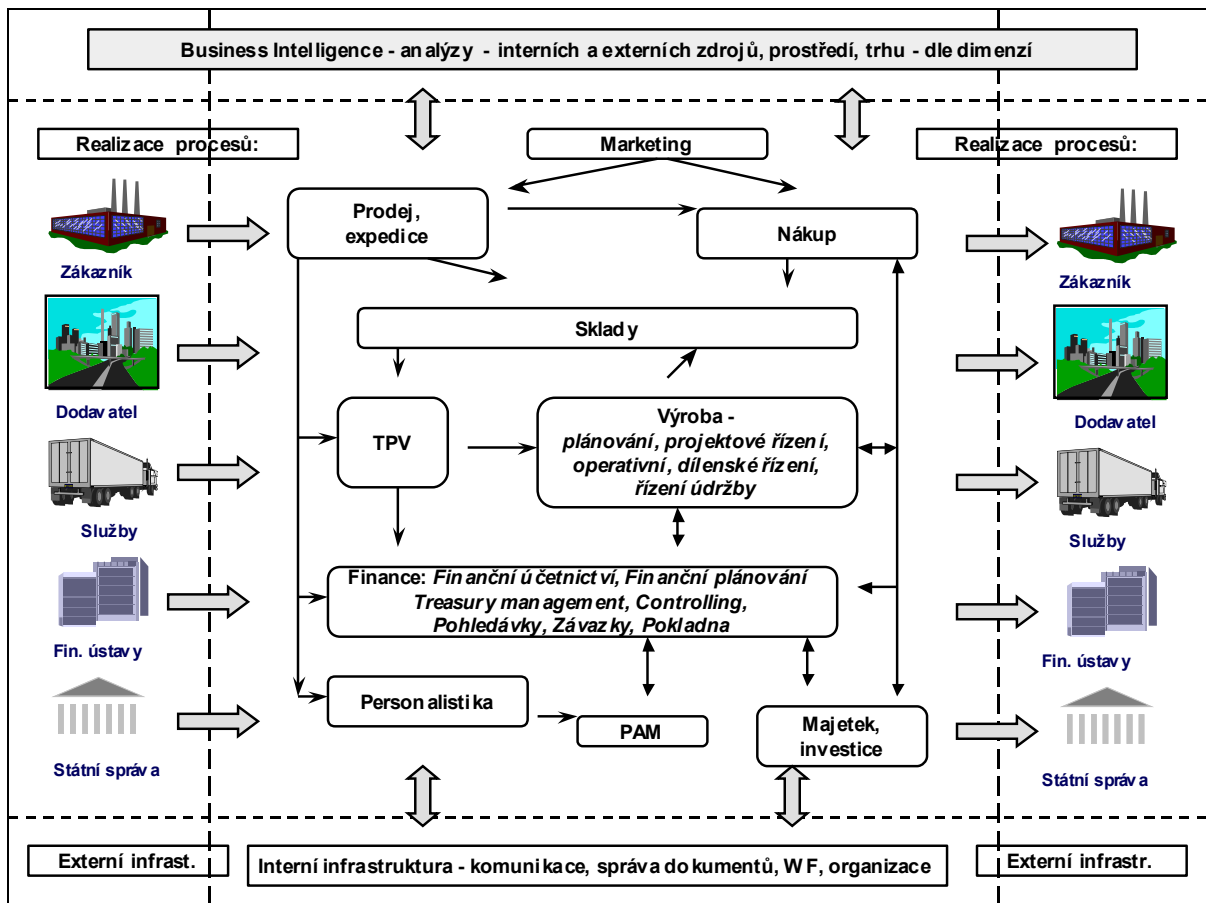 Business Intelligence - analýzy - interních a externích zdrojů, prostředí, trhu - dle dimenzí
Realizace procesů:
Marketing
Realizace procesů:
Prodej,
expedice
Nákup
Zákazník
Zákazník
Sklady
Dodavatel
Dodavatel
TPV
Výroba -
plánování, projektové řízení,
operativní, dílenské řízení,
řízení údržby
Služby
Služby
Finance: Finanční účetnictví, Finanční plánování
Treasury management, Controlling,
Pohledávky, Závazky, Pokladna
Fin. ústavy
Fin. ústavy
Personalistika
PAM
Majetek,
investice
Státní správa
Státní správa
Externí infrast.
Interní infrastruktura - komunikace, správa dokumentů, WF, organizace
Externí infrastr.